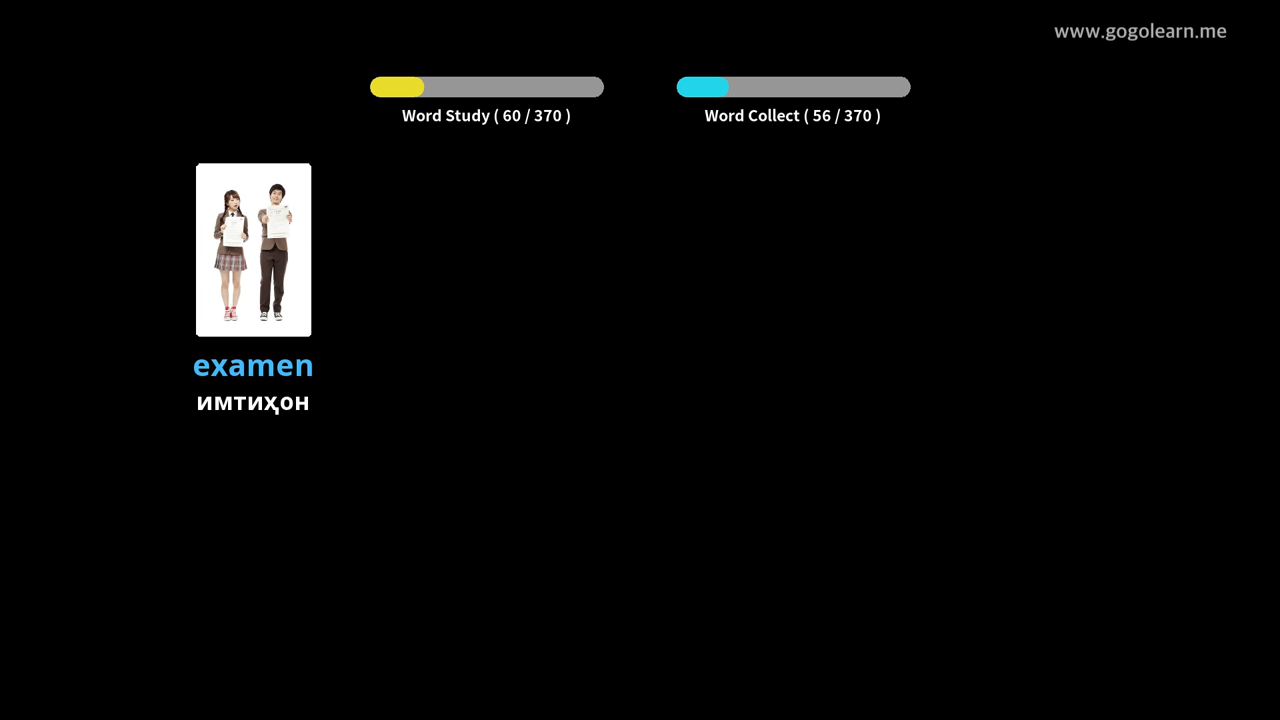 www.gogolearn.me
Word Study ( 60 / 370 )
Word Collect ( 56 / 370 )
examen
имтиҳон